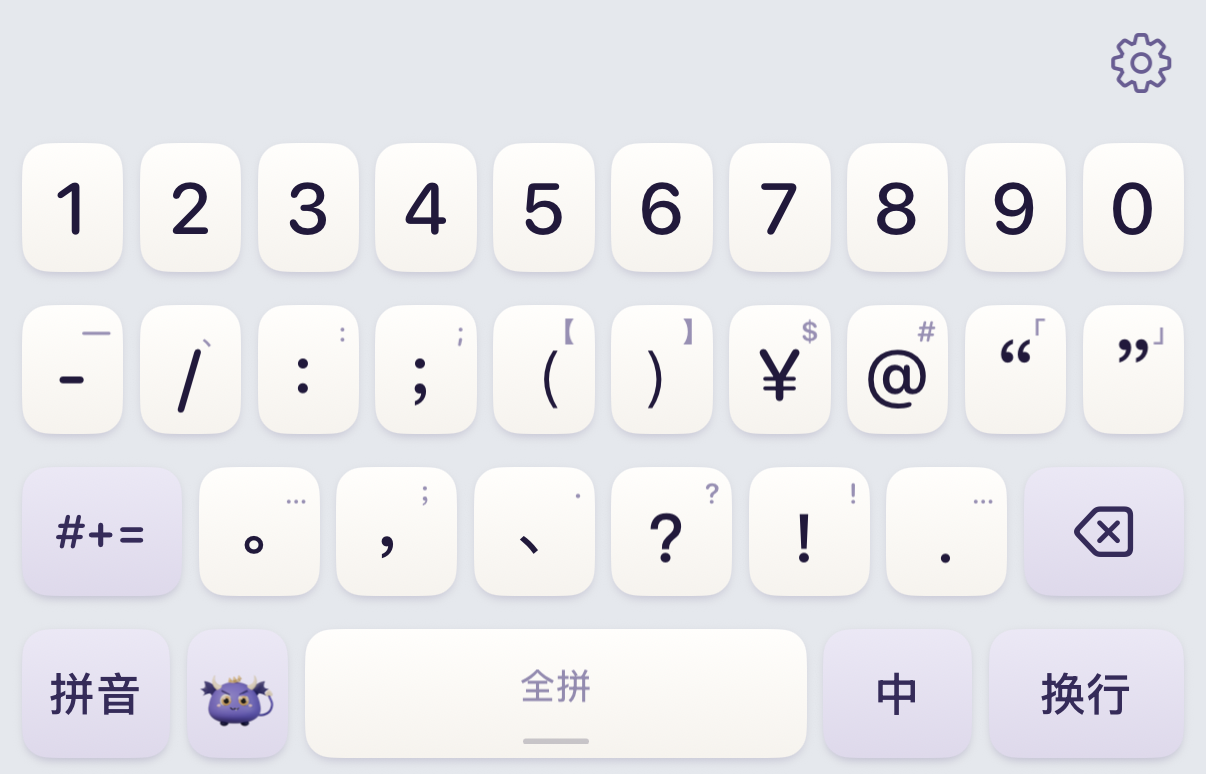 1 2 3 4 5 6 7 8 9 0
— 、 : ; 【 】 $ # 「 」
- / : ; ( ) ¥ @ “ ”
… ; · ? ! …
#+= 。 , 、 ? ! .
拼音 全拼 中 换行